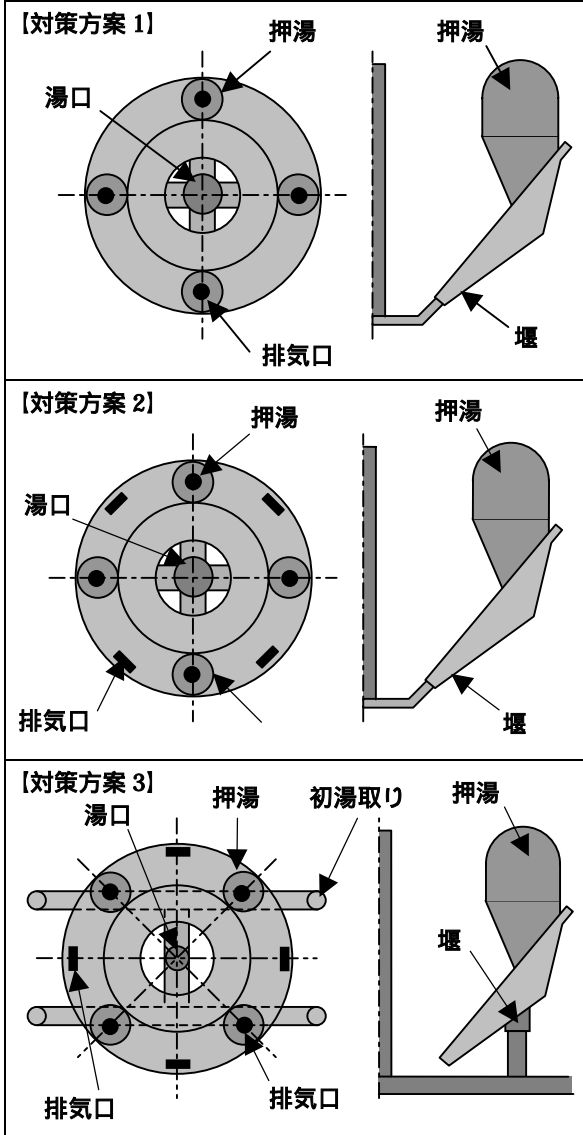 【対策方案 1】
押湯
湯口
排気口
押湯
堰
【対策方案 2】
押湯
湯口
排気口
押湯
堰
【対策方案 3】
湯口
押湯
初湯取り
排気口
排気口
押湯
堰